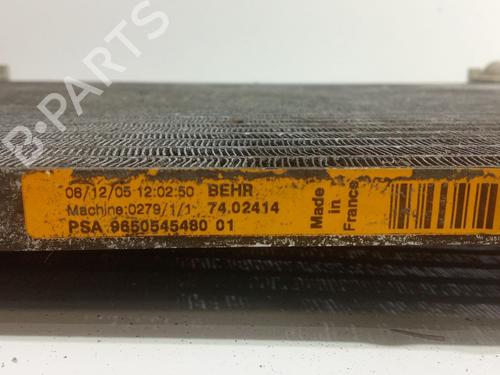 B-PARTS
06/12/05 12:02:50 BEHR
Machine:0279/1/1 74.02414
PSA 9650545480 01
Made
in
France